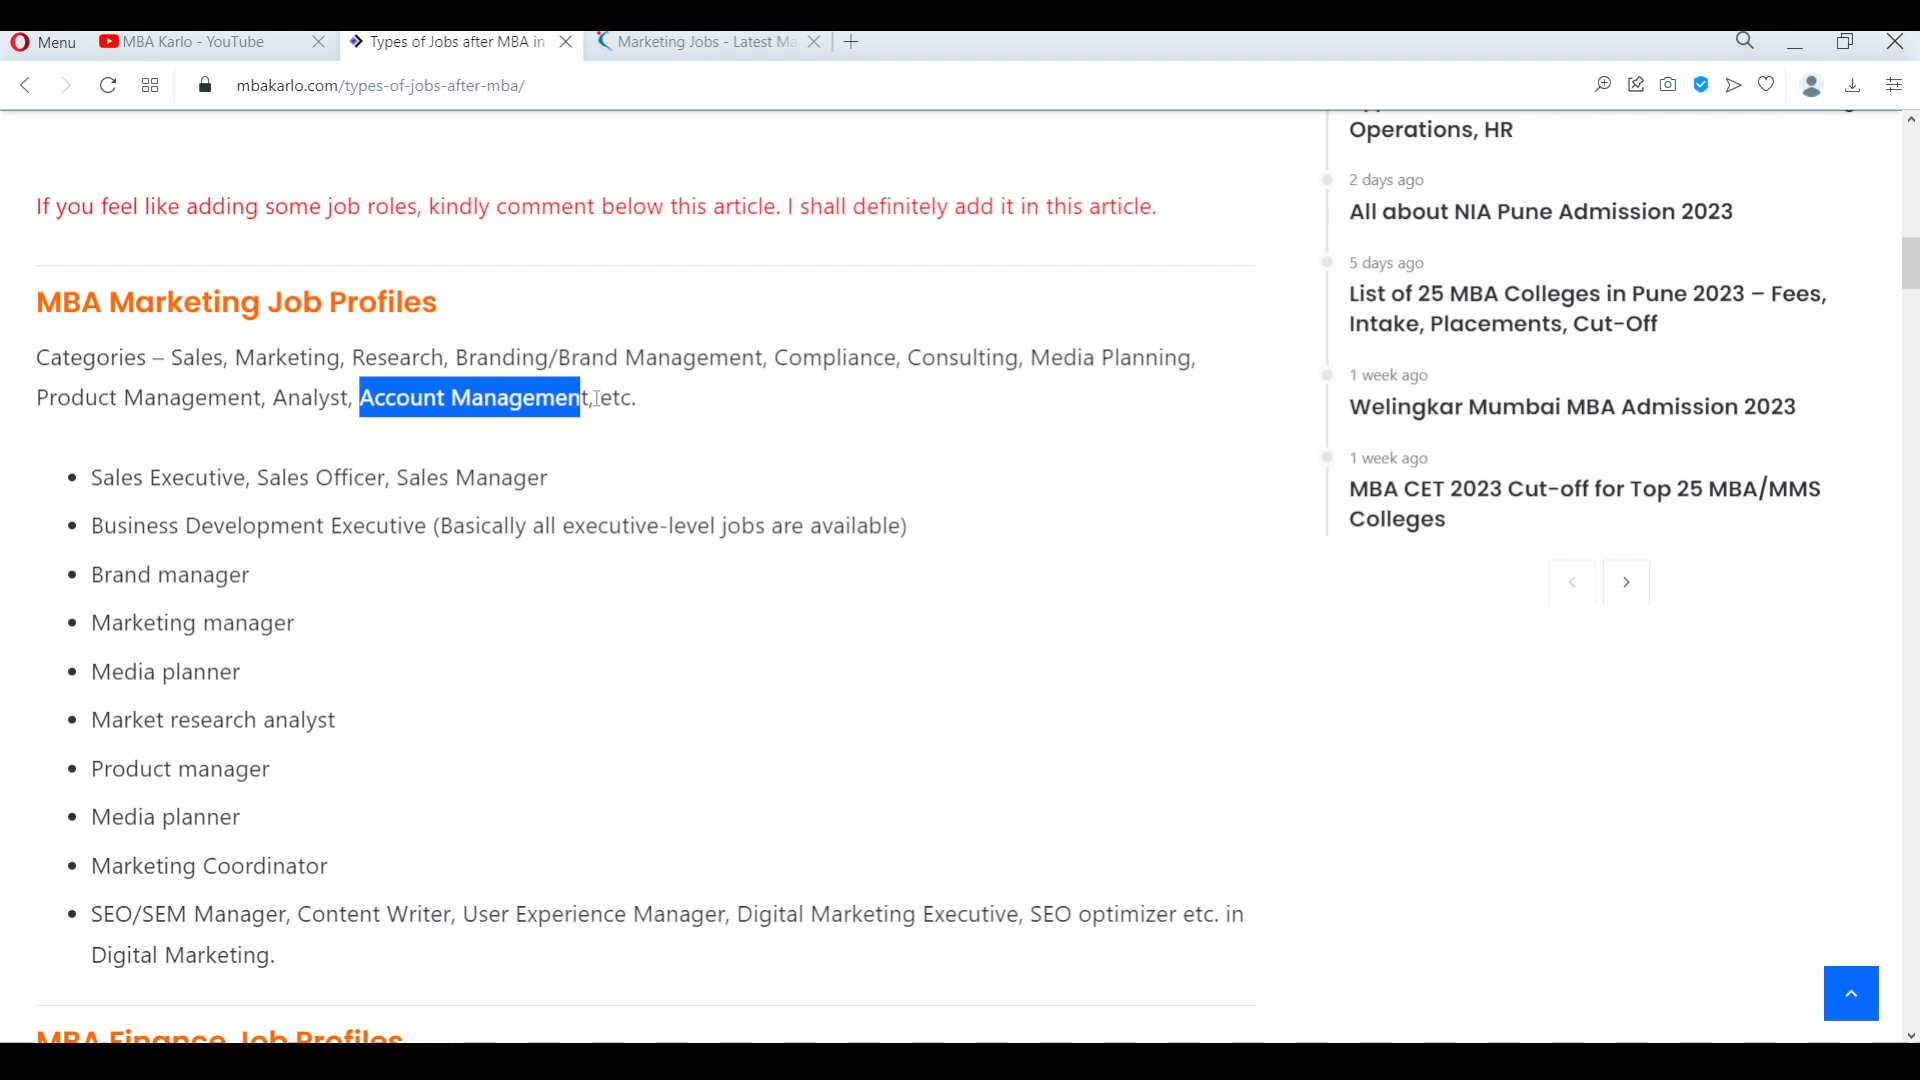 Menu
MBA Karlo - YouTube
Types of Jobs after MBA in
Marketing Jobs - Latest Ma
mbakarlo.com/types-of-jobs-after-mba/
If you feel like adding some job roles, kindly comment below this article. I shall definitely add it in this article.
MBA Marketing Job Profiles
Categories – Sales, Marketing, Research, Branding/Brand Management, Compliance, Consulting, Media Planning,
Product Management, Analyst, Account Management, etc.
• Sales Executive, Sales Officer, Sales Manager
• Business Development Executive (Basically all executive-level jobs are available)
• Brand manager
• Marketing manager
• Media planner
• Market research analyst
• Product manager
• Media planner
• Marketing Coordinator
• SEO/SEM Manager, Content Writer, User Experience Manager, Digital Marketing Executive, SEO optimizer etc. in
Digital Marketing.
MBA Finance Job Profiles
Operations, HR
2 days ago
All about NIA Pune Admission 2023
5 days ago
List of 25 MBA Colleges in Pune 2023 – Fees,
Intake, Placements, Cut-Off
1 week ago
Welingkar Mumbai MBA Admission 2023
1 week ago
MBA CET 2023 Cut-off for Top 25 MBA/MMS
Colleges